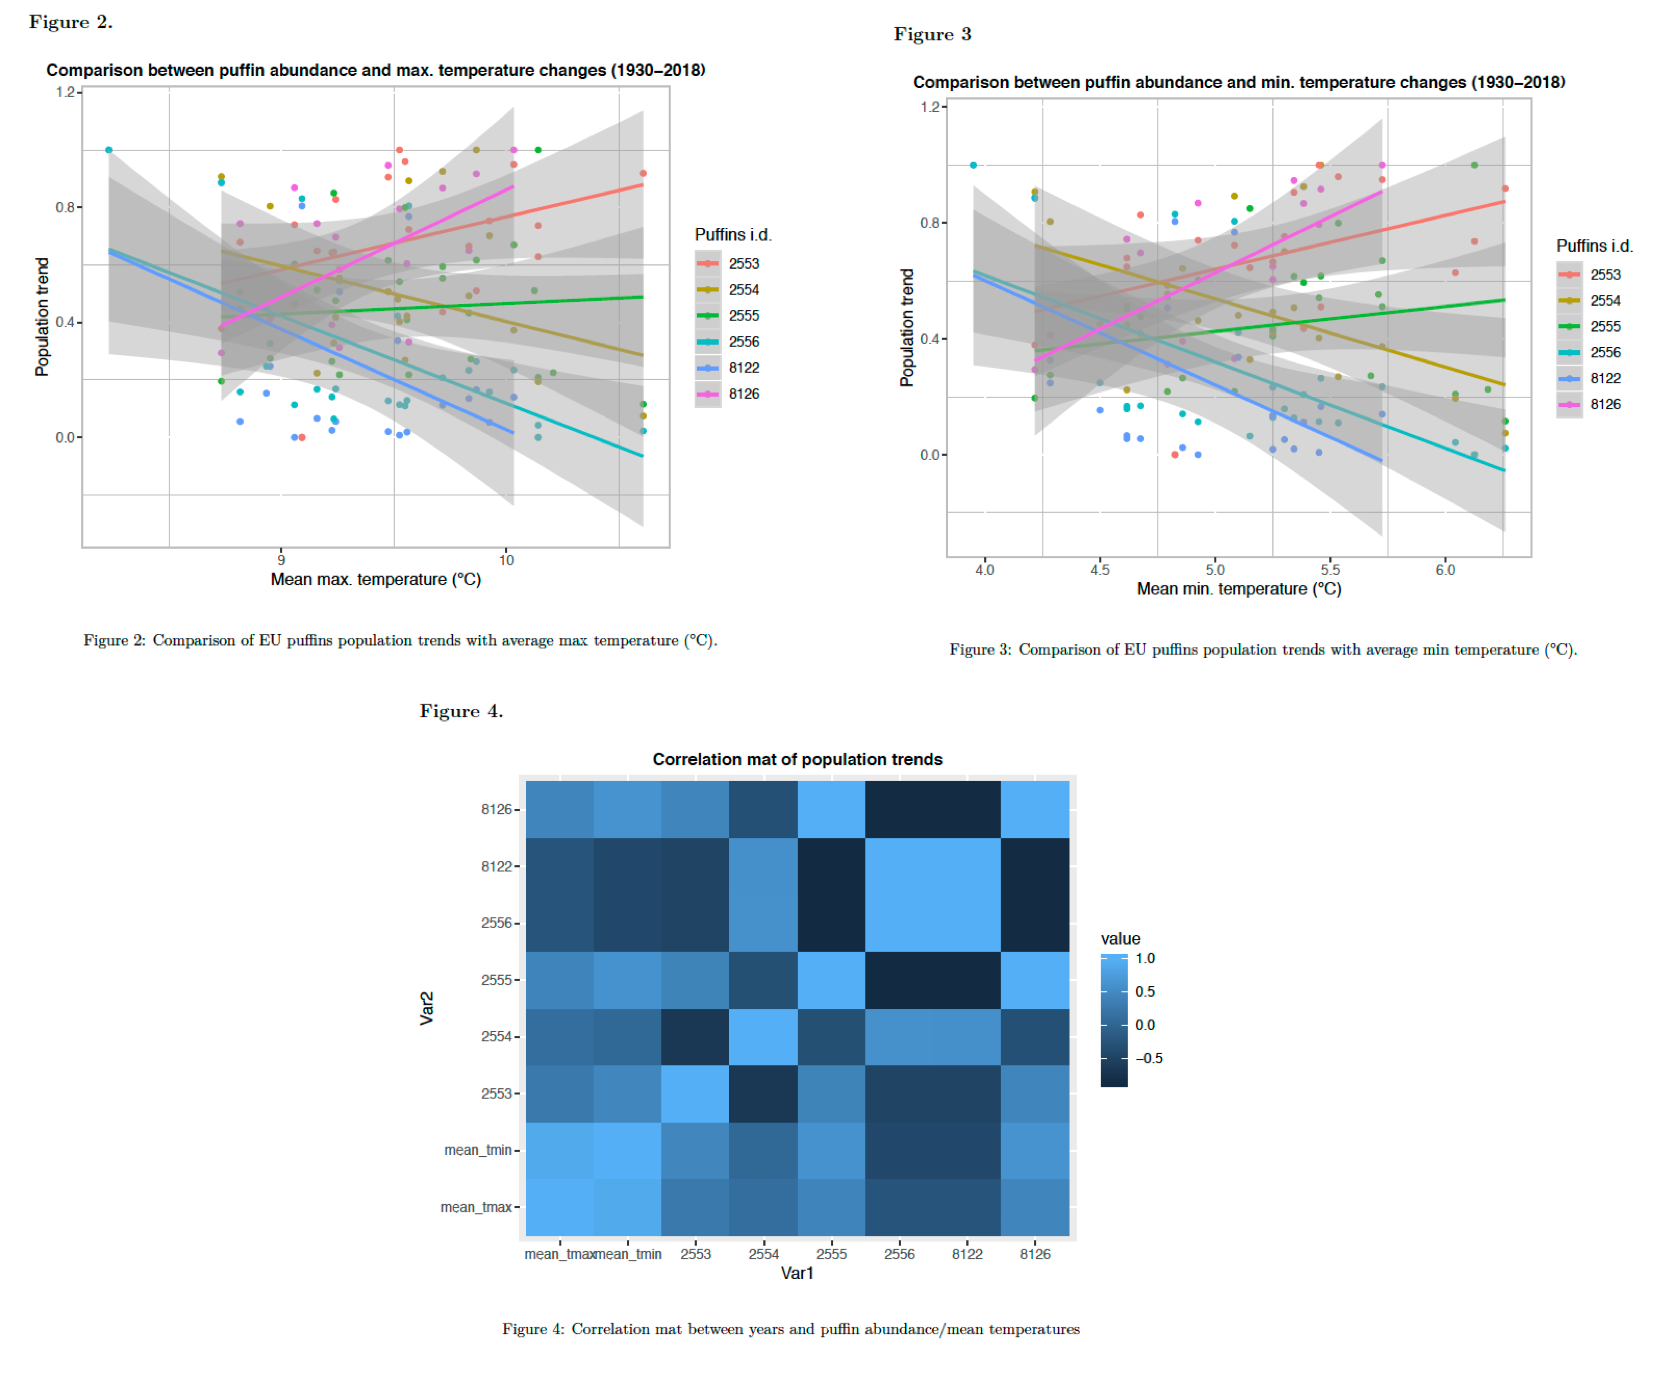 Figure 2.
Comparison between puffin abundance and max. temperature changes (1930–2018)
1.2
0.8
0.4
0.0
Population trend
9
10
Mean max. temperature (°C)
Puffins i.d.
2553
2554
2555
2556
8122
8126
Figure 2: Comparison of EU puffins population trends with average max temperature (°C).
Figure 3
Comparison between puffin abundance and min. temperature changes (1930–2018)
1.2
0.8
0.4
0.0
Population trend
4.0
4.5
5.0
5.5
6.0
Mean min. temperature (°C)
Puffins i.d.
2553
2554
2555
2556
8122
8126
Figure 3: Comparison of EU puffins population trends with average min temperature (°C).
Figure 4.
Correlation mat of population trends
8126
8122
2556
2555
2554
2553
mean_tmin
mean_tmax
Var2
mean_tmax
mean_tmin
2553
2554
2555
2556
8122
8126
Var1
value
1.0
0.5
0.0
−0.5
Figure 4: Correlation mat between years and puffin abundance/mean temperatures